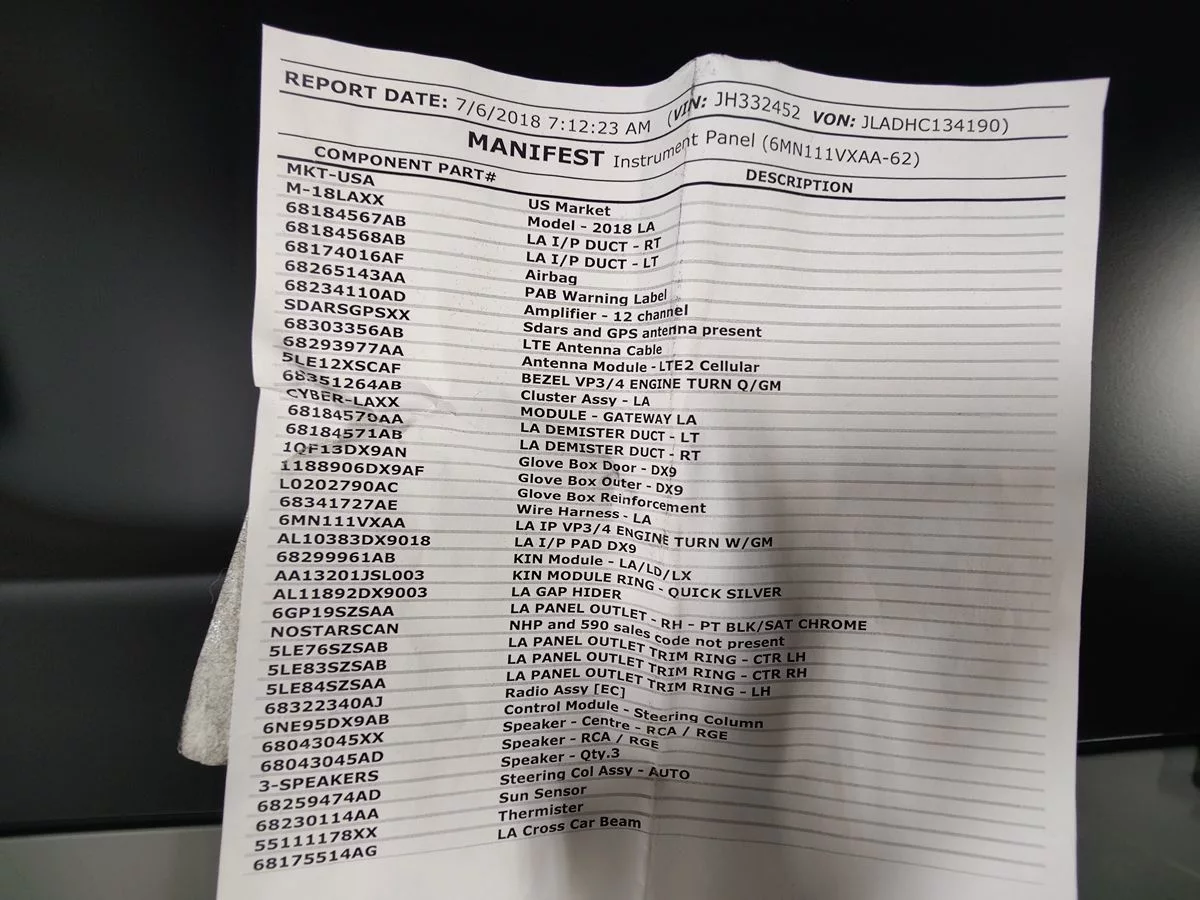 REPORT DATE: 7/6/2018 7:12:23 AM (VIN: JH332452 VON: JLADHC134190)
MANIFEST Instrument Panel (6MN111VXAA-62)
COMPONENT PART# DESCRIPTION
MKT-USA US Market
M-18LAXX Model - 2018 LA
68184567AB LA I/P DUCT - RT
68184568AB LA I/P DUCT - LT
68174016AF Airbag
68265143AA PAB Warning Label
68234110AD Amplifier - 12 channel
SDARSGPSXX Sdars and GPS antenna present
68303356AB LTE Antenna Cable
68293977AA Antenna Module - LTE2 Cellular
5LE12XSCAF BEZEL VP3/4 ENGINE TURN Q/GM
68351264AB Cluster Assy - LA
CYBER-LAXX MODULE - GATEWAY LA
68184570AA LA DEMISTER DUCT - LT
68184571AB LA DEMISTER DUCT - RT
1QF13DX9AN Glove Box Door - DX9
1188906DX9AF Glove Box Outer - DX9
L0202790AC Glove Box Reinforcement
68341727AE Wire Harness - LA
6MN111VXAA LA IP VP3/4 ENGINE TURN W/GM
AL10383DX9018 LA I/P PAD DX9
68299961AB KIN Module - LA/LD/LX
AA13201JSL003 KIN MODULE RING - QUICK SILVER
AL11892DX9003 LA GAP HIDER
6GP19SZSAA LA PANEL OUTLET - RH - PT BLK/SAT CHROME
NOSTARSCAN NHP and 590 sales code not present
5LE76SZSAB LA PANEL OUTLET TRIM RING - CTR LH
5LE83SZSAB LA PANEL OUTLET TRIM RING - CTR RH
5LE84SZSAA LA PANEL OUTLET TRIM RING - LH
68322340AJ Radio Assy [EC]
6NE95DX9AB Control Module - Steering Column
68043045XX Speaker - Centre - RCA / RGE
68043045AD Speaker - RCA / RGE
3-SPEAKERS Speaker - Qty.3
68259474AD Steering Col Assy - AUTO
68230114AA Sun Sensor
55111178XX Thermister
68175514AG LA Cross Car Beam